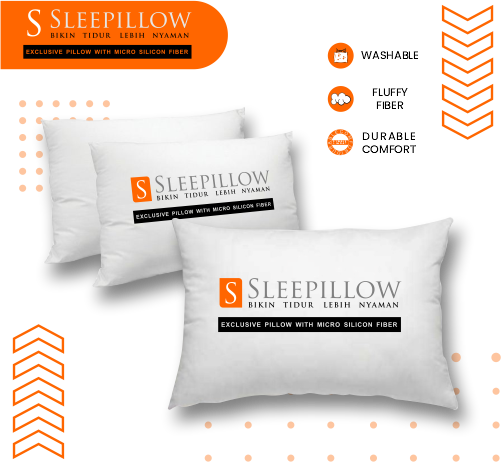 S SLEEPILLOW
BIKIN TIDUR LEBIH NYAMAN
EXCLUSIVE PILLOW WITH MICRO SILICON FIBER
WASHABLE
FLUFFY
FIBER
DURABLE
COMFORT
S SLEEPILLOW
BIKIN TIDUR LEBIH NYAMAN
EXCLUSIVE PILLOW WITH MICRO SILICON FIBER
S SLEEPILLOW
BIKIN TIDUR LEBIH NYAMAN
EXCLUSIVE PILLOW WITH MICRO SILICON FIBER